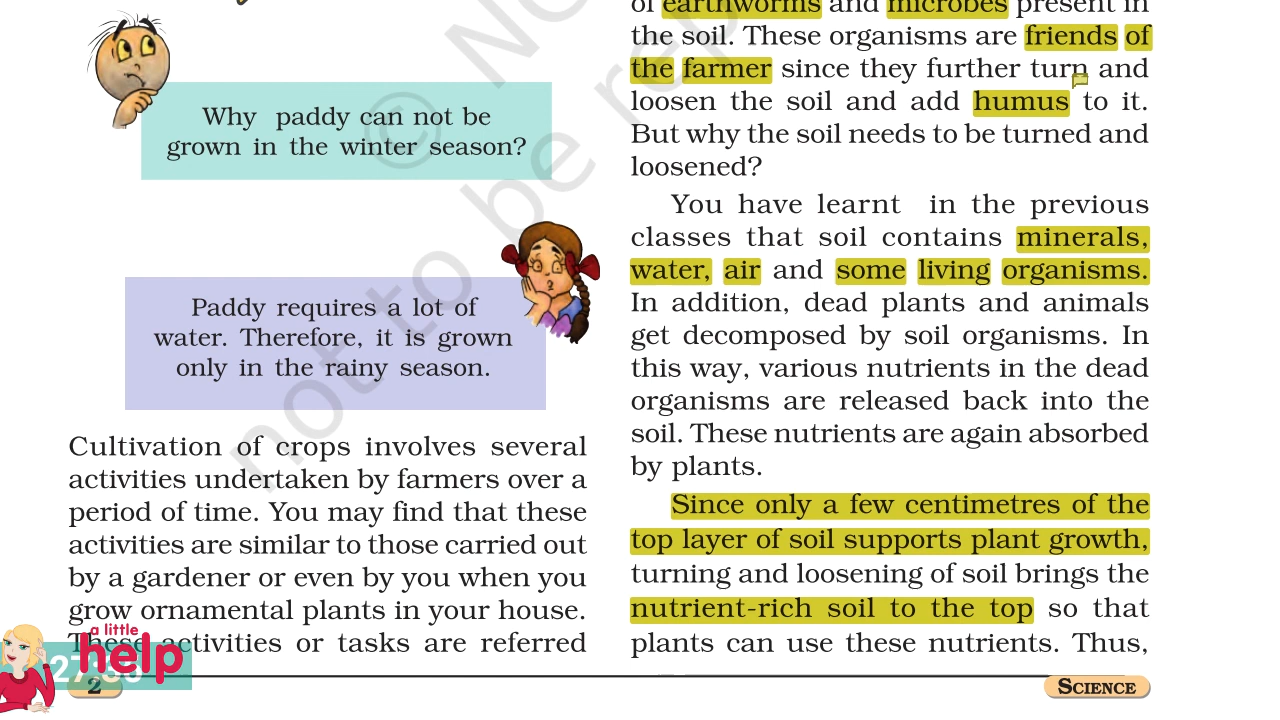 Why paddy can not be
grown in the winter season?
Paddy requires a lot of
water. Therefore, it is grown
only in the rainy season.
Cultivation of crops involves several
activities undertaken by farmers over a
period of time. You may find that these
activities are similar to those carried out
by a gardener or even by you when you
grow ornamental plants in your house.
These activities or tasks are referred
a little
help
2
of earthworms and microbes present in
the soil. These organisms are friends of
the farmer since they further turn and
loosen the soil and add humus to it.
But why the soil needs to be turned and
loosened?
You have learnt in the previous
classes that soil contains minerals,
water, air and some living organisms.
In addition, dead plants and animals
get decomposed by soil organisms. In
this way, various nutrients in the dead
organisms are released back into the
soil. These nutrients are again absorbed
by plants.
Since only a few centimetres of the
top layer of soil supports plant growth,
turning and loosening of soil brings the
nutrient-rich soil to the top so that
plants can use these nutrients. Thus,
SCIENCE
not to be